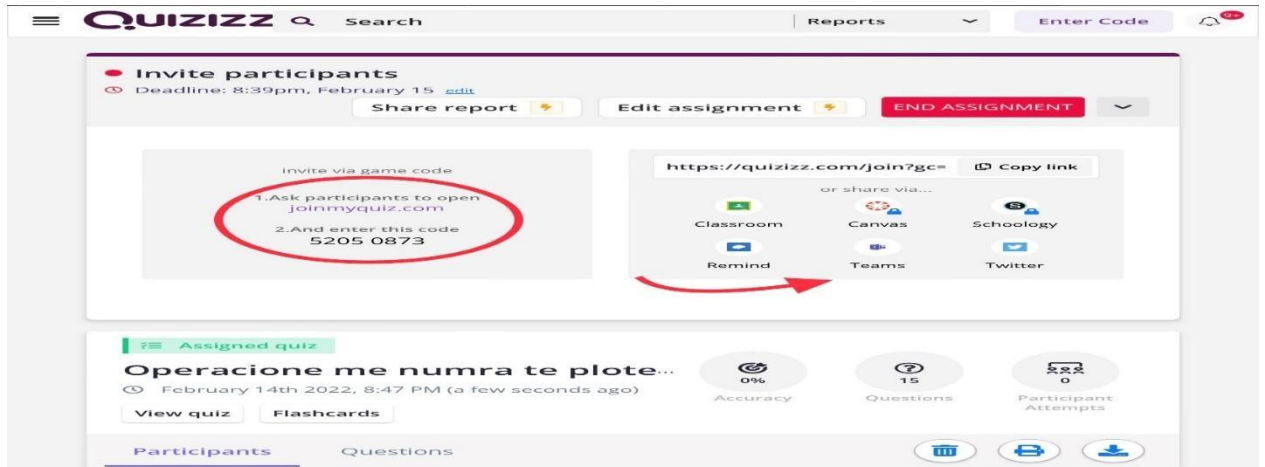 QUIZIZZ Search Reports Enter Code 9+
Invite participants
Deadline: 8:39pm, February 15 edit
Share report Edit assignment END ASSIGNMENT
invite via game code
1.Ask participants to open
joinmyquiz.com
2.And enter this code
5205 0873
https://quizizz.com/join?gc= Copy link
or share via...
Classroom Canvas Schoology
Remind Teams Twitter
Assigned quiz
Operacione me numra te plote...
February 14th 2022, 8:47 PM (a few seconds ago)
View quiz Flashcards
0%
Accuracy
15
Questions
0
Participant
Attempts
Participants Questions